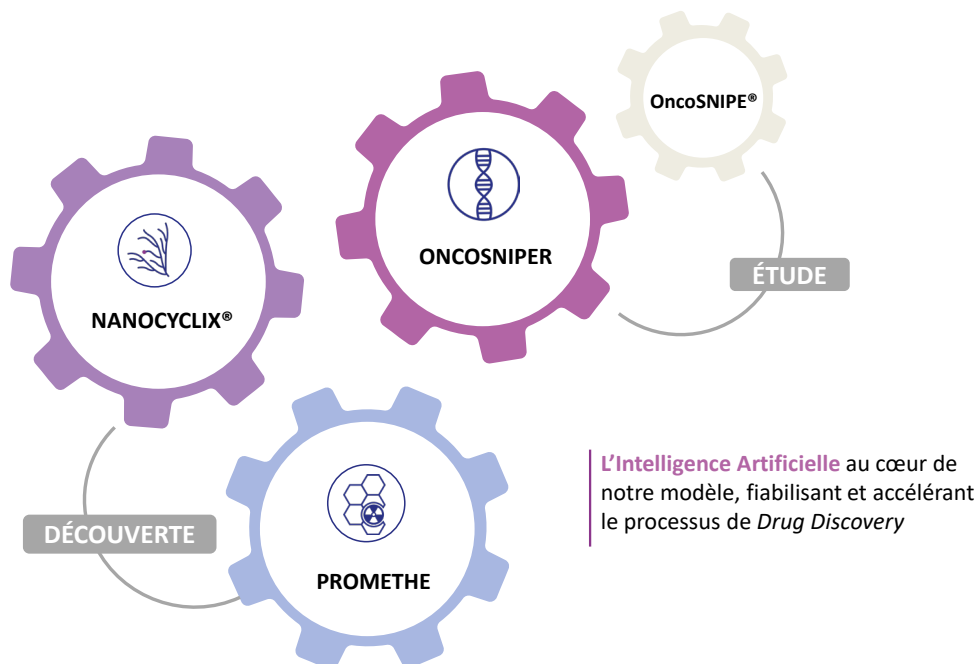 OncoSNIPE®
ONCOSNIPER
ÉTUDE
NANOCYCLIX®
DÉCOUVERTE
PROMETHE
L’Intelligence Artificielle au cœur de
notre modèle, fiabilisant et accélérant
le processus de Drug Discovery